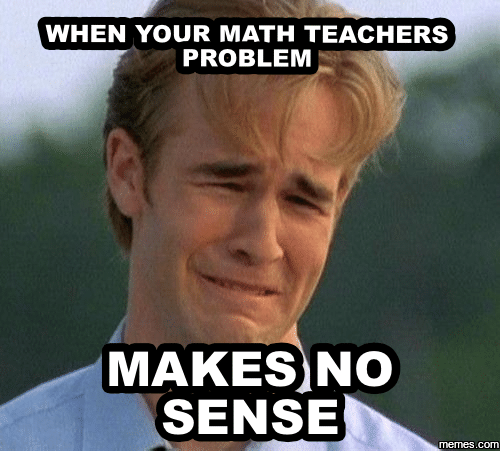 WHEN YOUR MATH TEACHERS
PROBLEM
MAKES NO
SENSE
memes.com